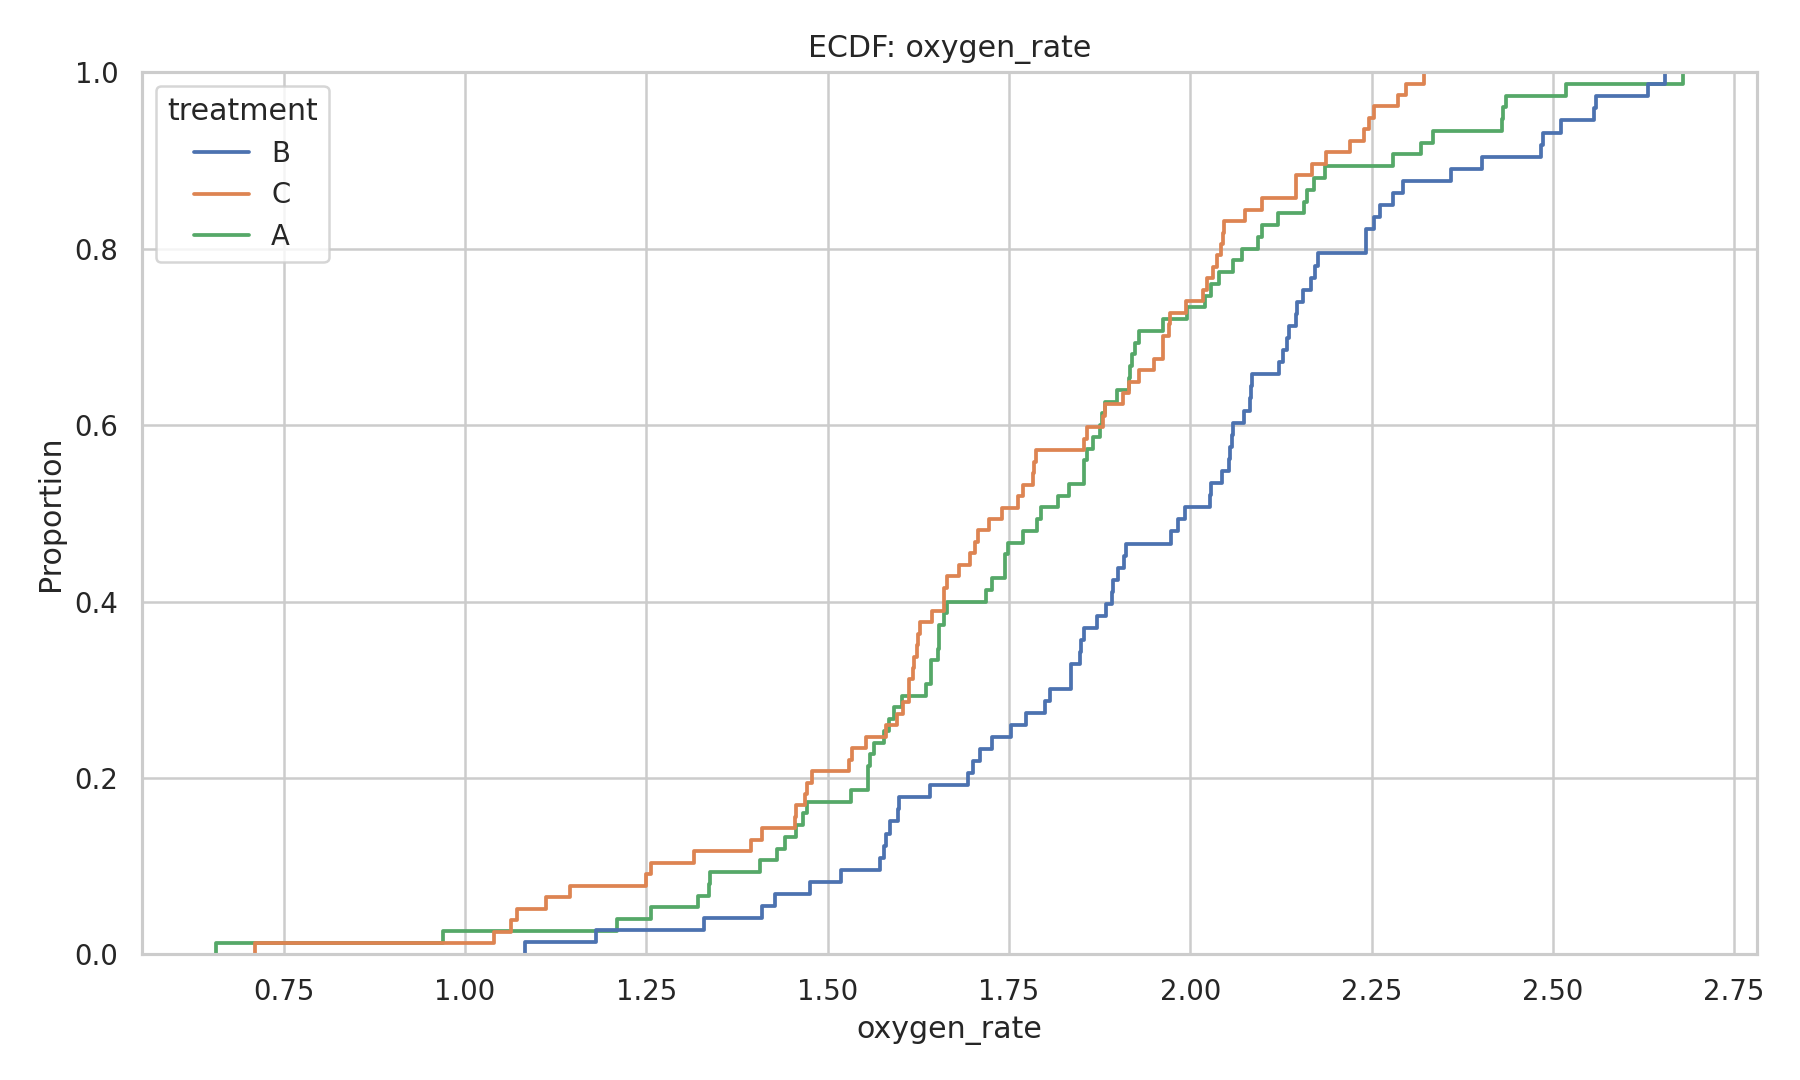 ECDF: oxygen_rate
treatment
B
C
A
Proportion
1.0
0.8
0.6
0.4
0.2
0.0
0.75 1.00 1.25 1.50 1.75 2.00 2.25 2.50 2.75
oxygen_rate